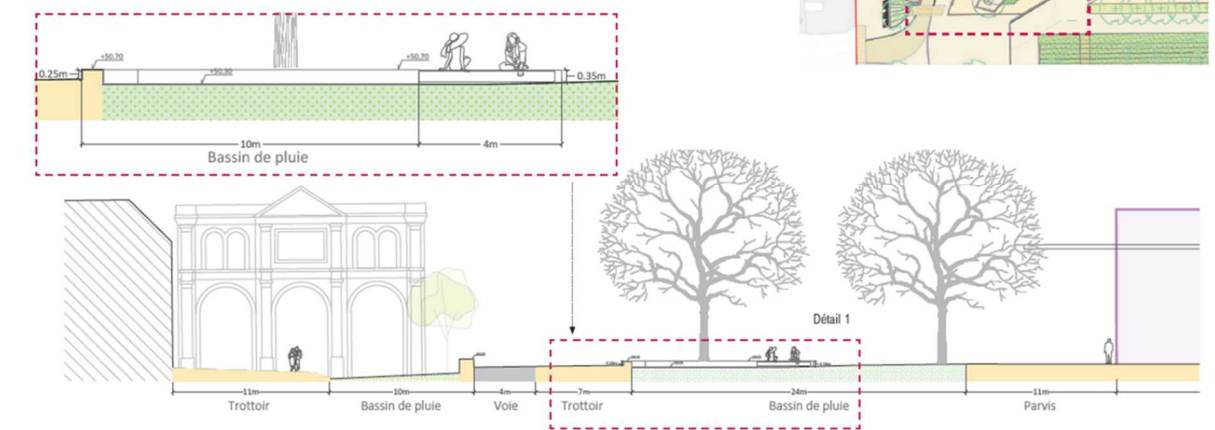 +50.70
+50.70
0.25m
+50.30
0.35m
10m
4m
Bassin de pluie
Détail 1
11m
10m
4m
7m
24m
11m
Trottoir
Bassin de pluie
Voie
Trottoir
Bassin de pluie
Parvis